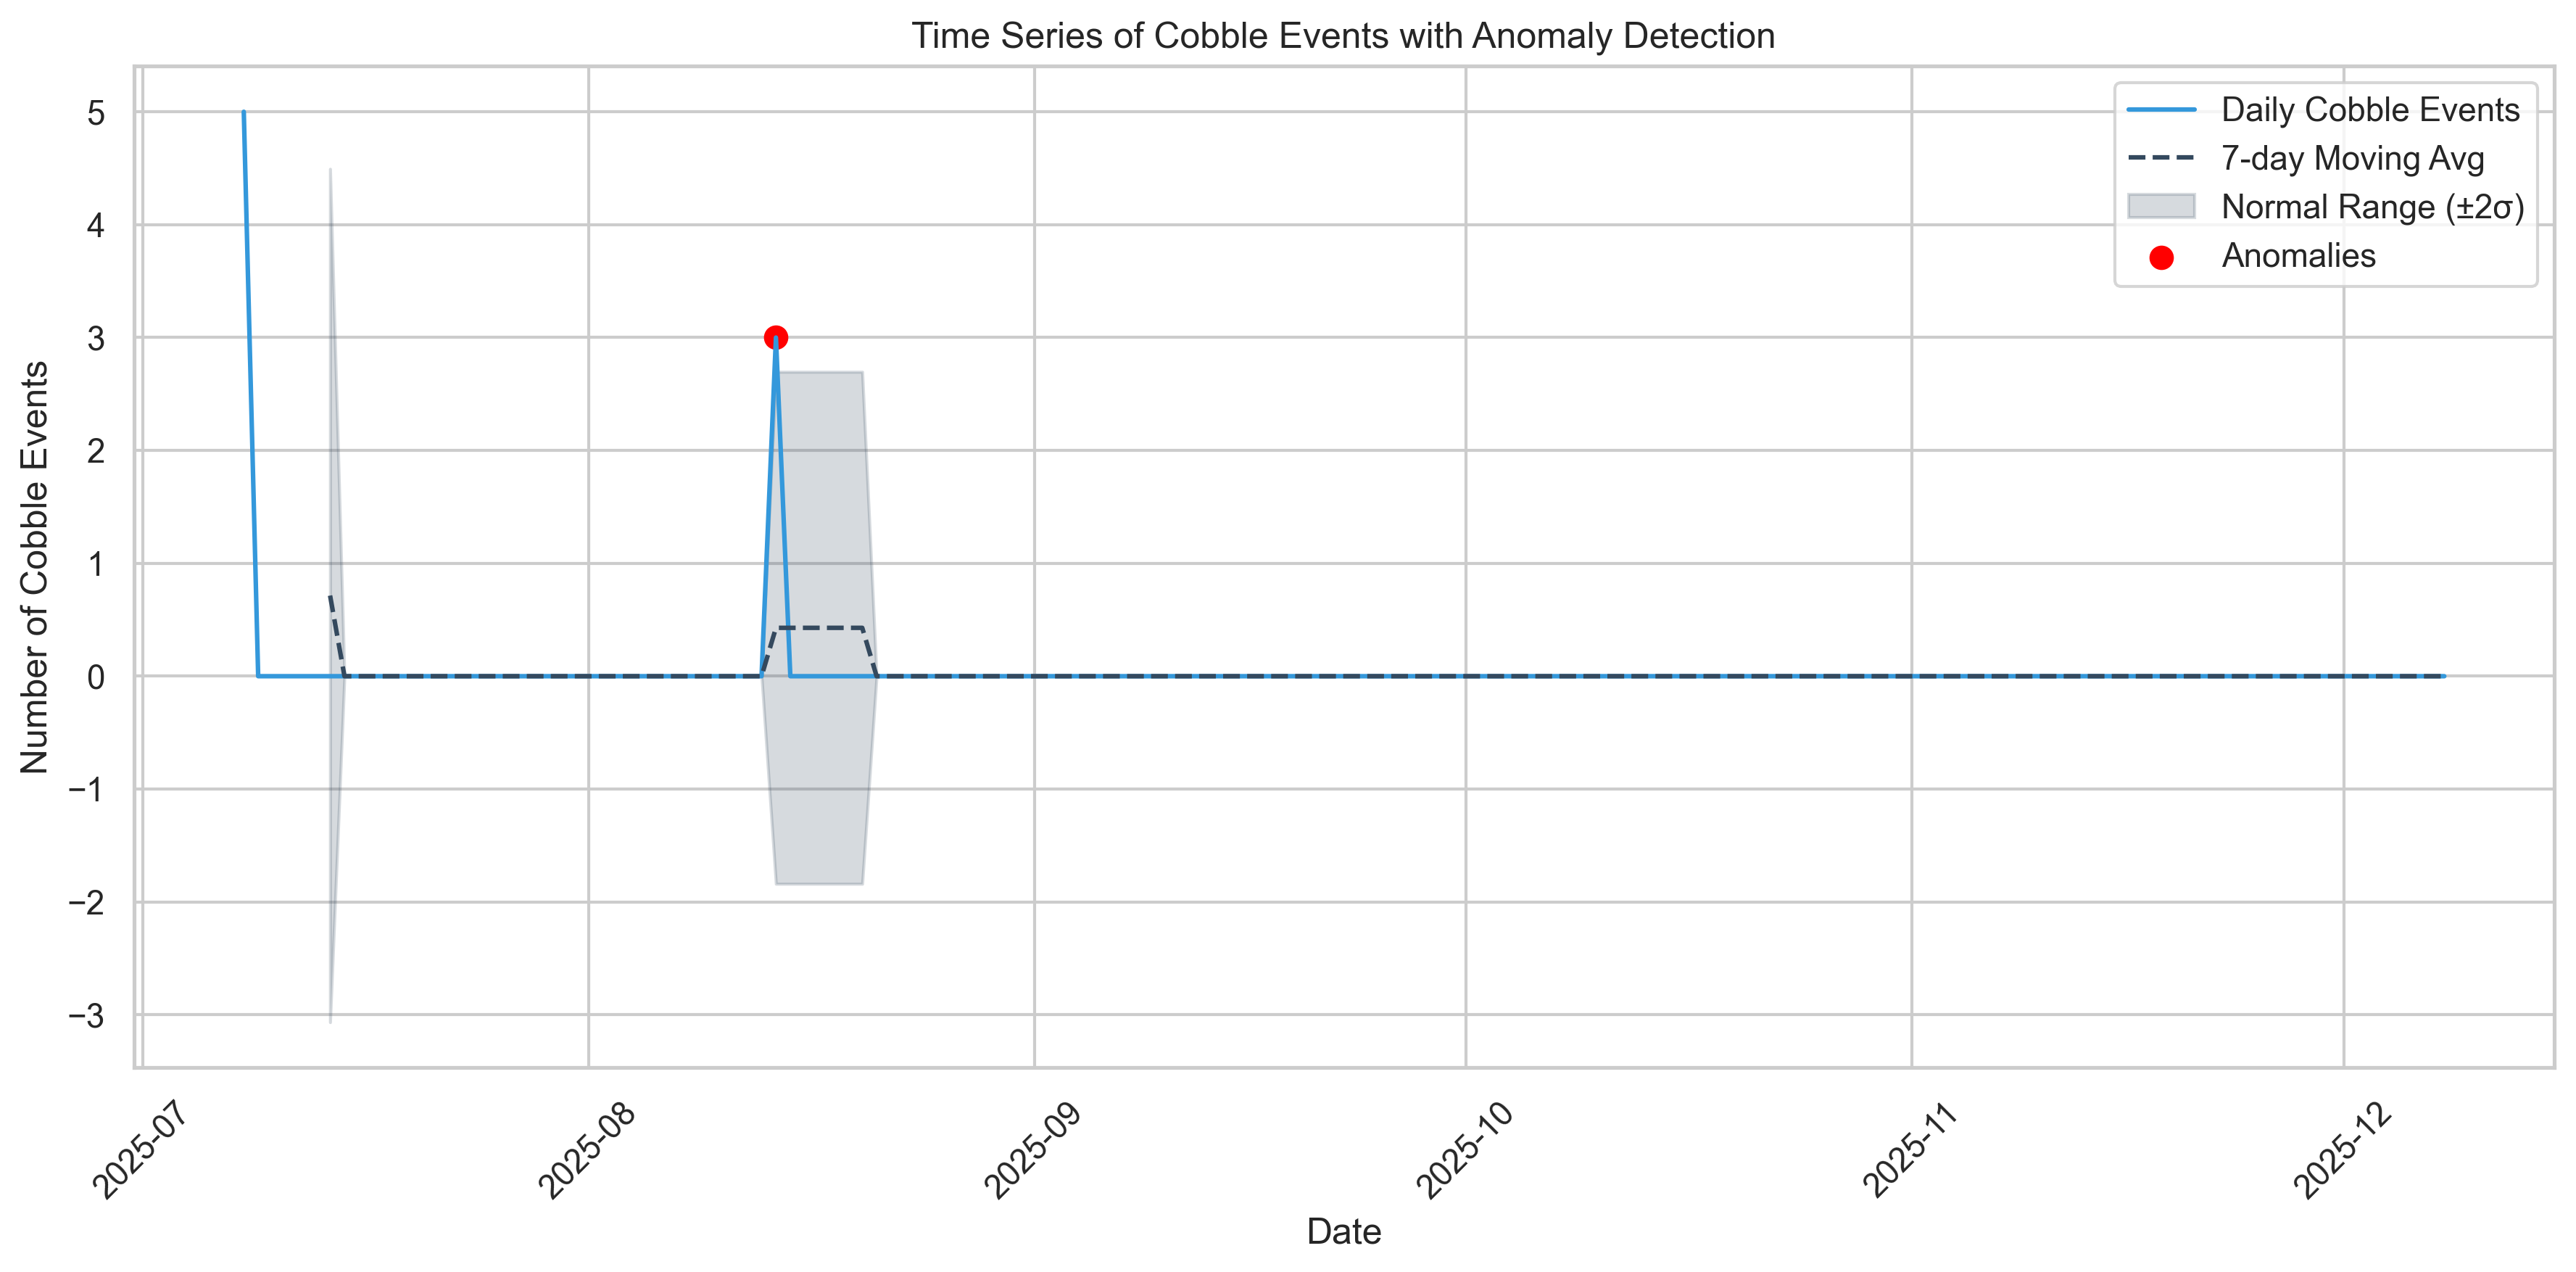 Time Series of Cobble Events with Anomaly Detection
Daily Cobble Events
7-day Moving Avg
Normal Range (±2σ)
Anomalies
Number of Cobble Events
5
4
3
2
1
0
−1
−2
−3
2025-07
2025-08
2025-09
2025-10
2025-11
2025-12
Date